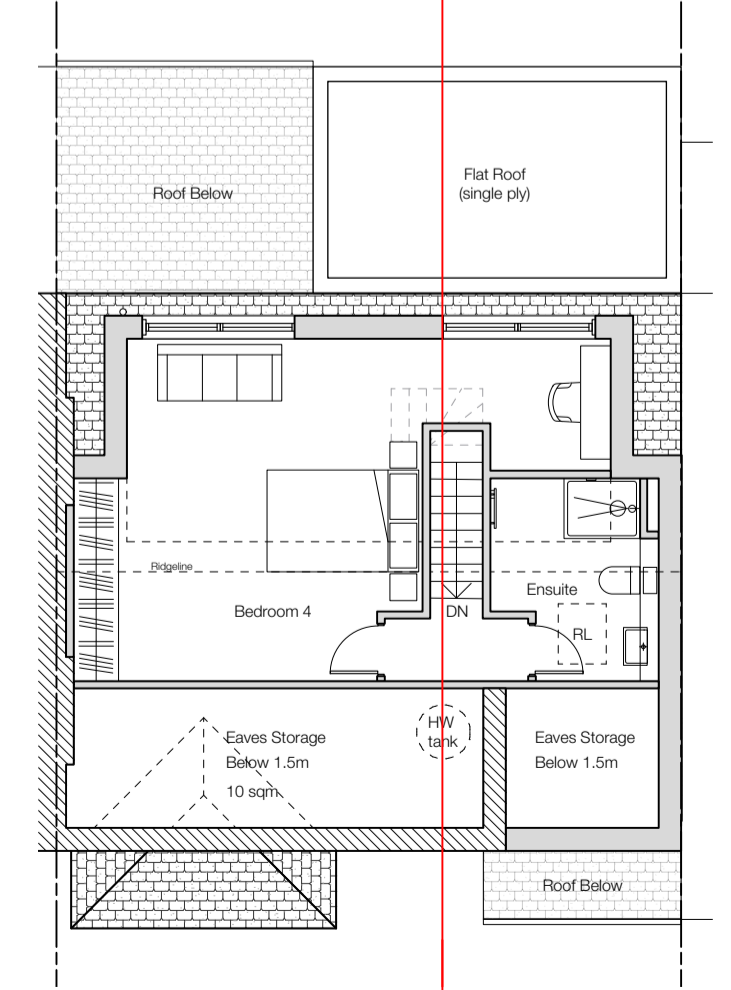 Flat Roof
(single ply)
Roof Below
Ridgeline
Ensuite
Bedroom 4
DN
RL
HW
tank
Eaves Storage
Below 1.5m
10 sqm
Eaves Storage
Below 1.5m
Roof Below